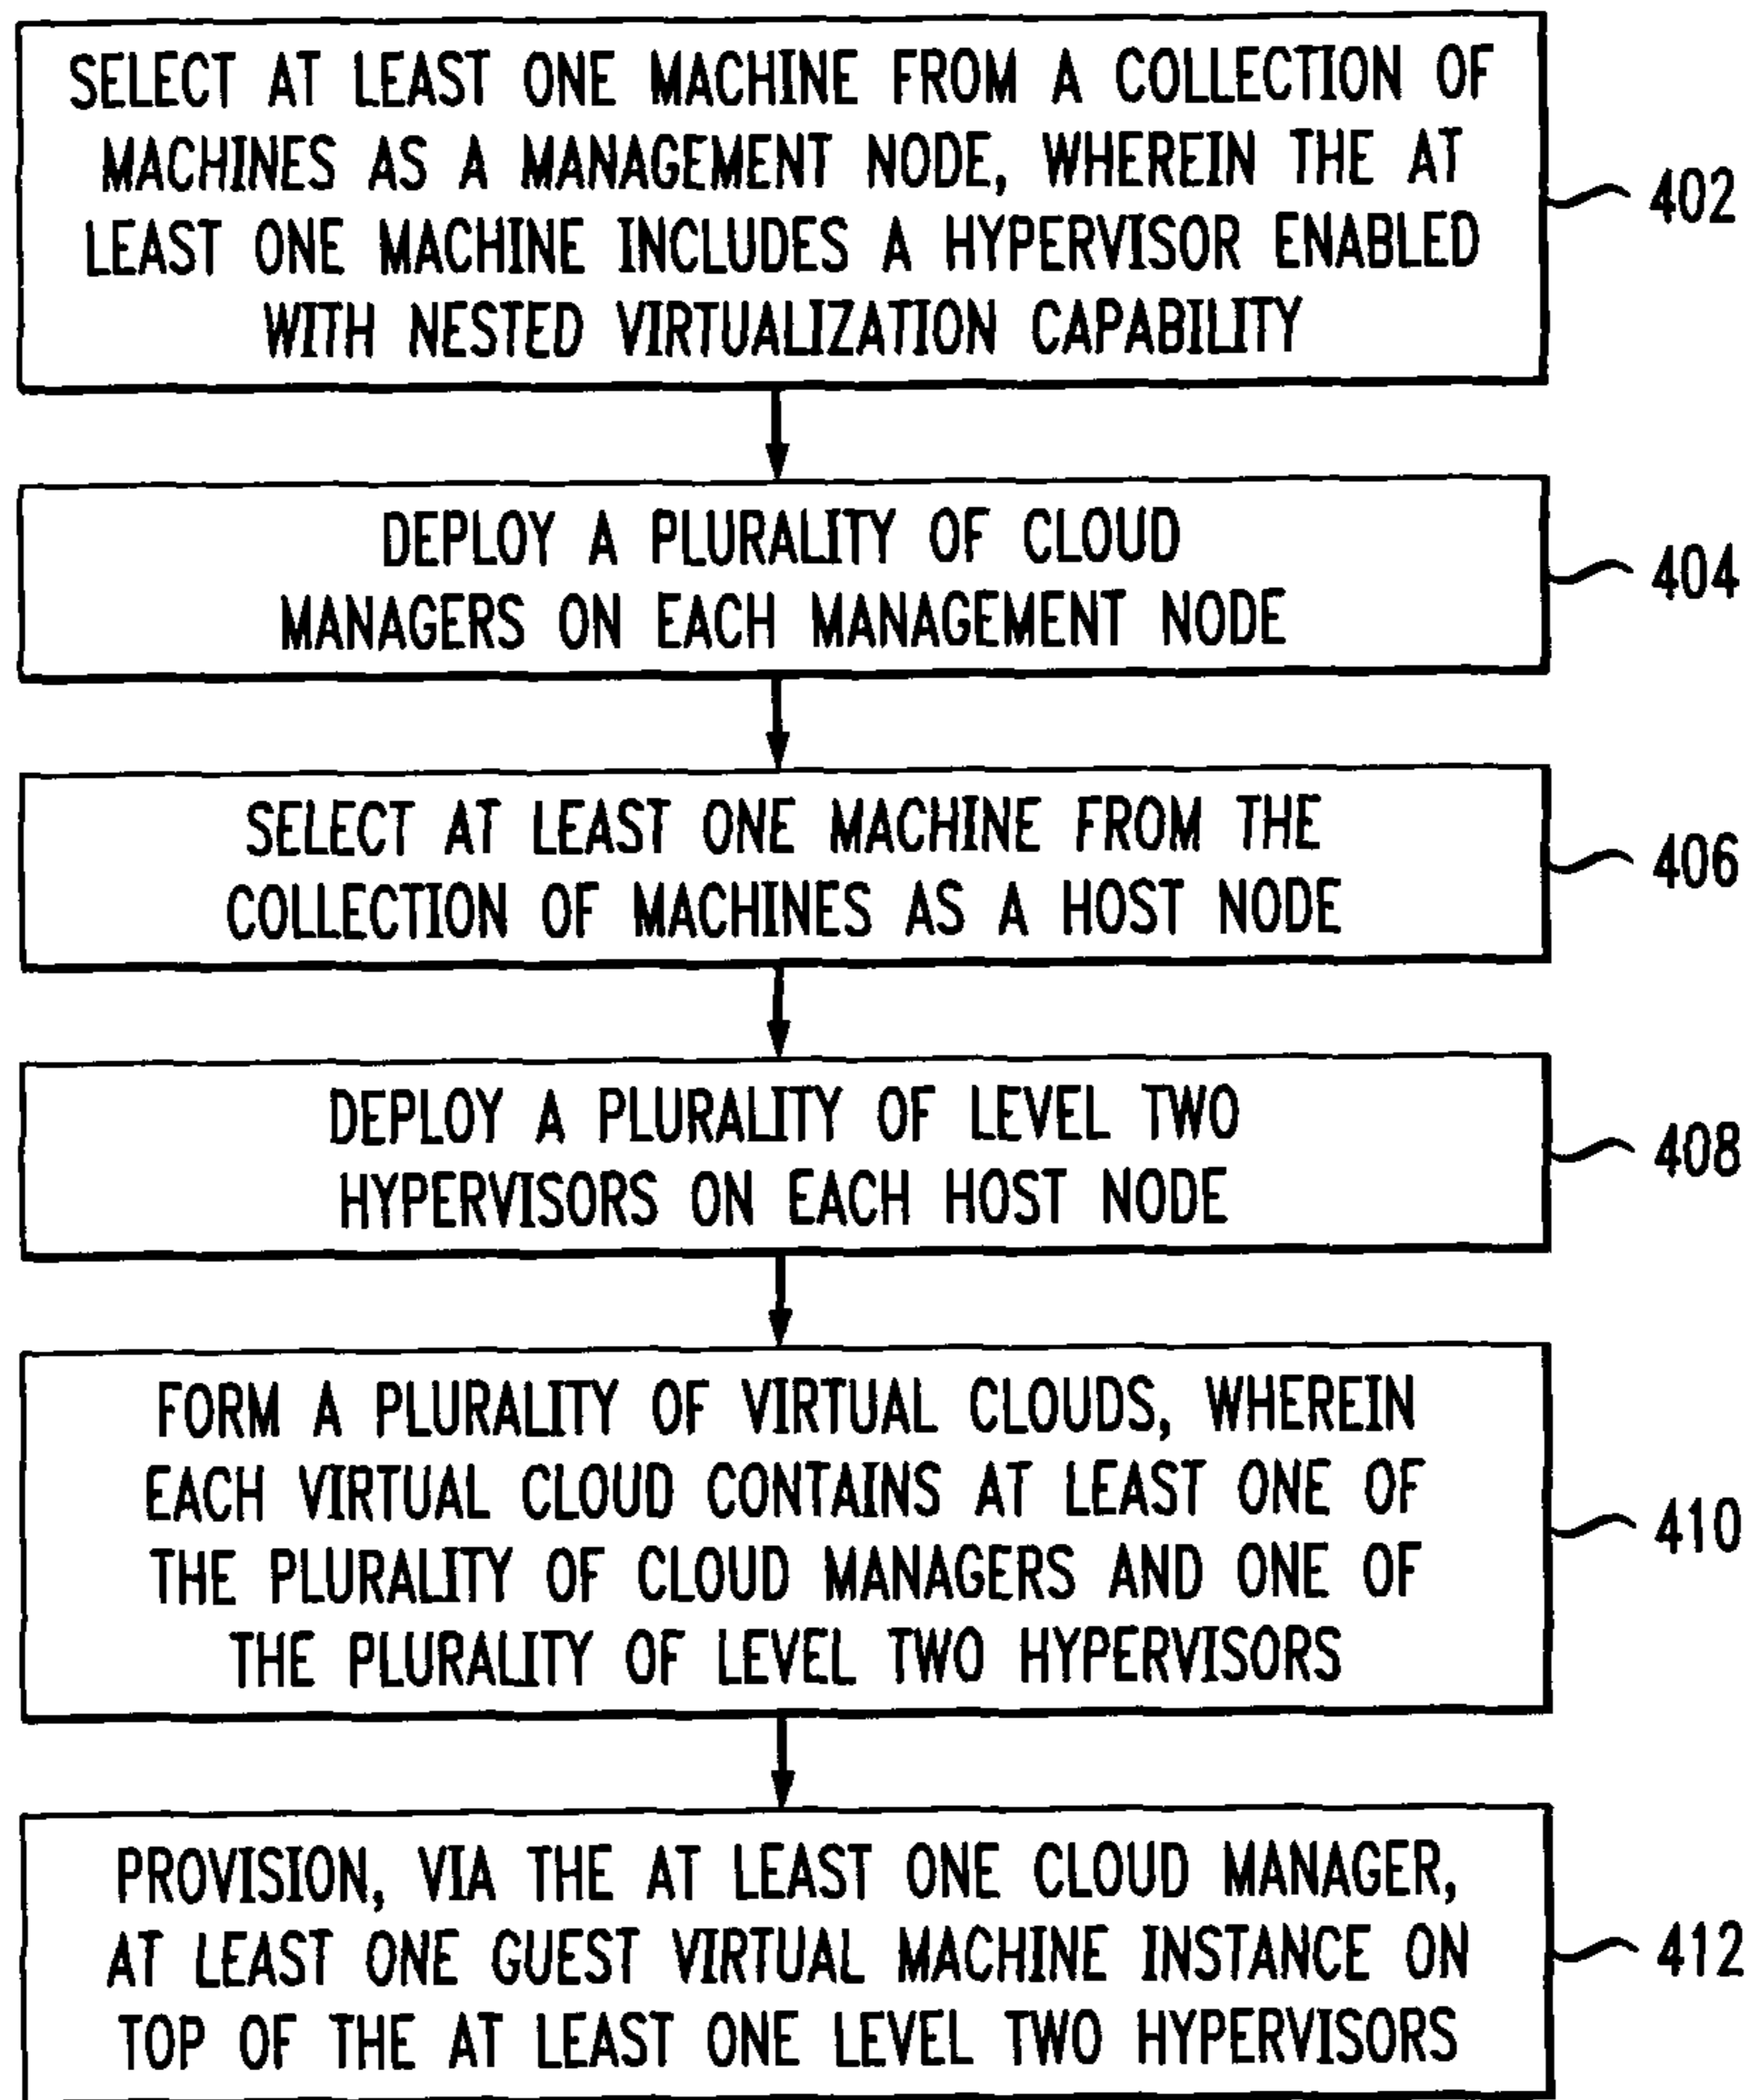 SELECT AT LEAST ONE MACHINE FROM A COLLECTION OF
MACHINES AS A MANAGEMENT NODE, WHEREIN THE AT
LEAST ONE MACHINE INCLUDES A HYPERVISOR ENABLED
WITH NESTED VIRTUALIZATION CAPABILITY
402
DEPLOY A PLURALITY OF CLOUD
MANAGERS ON EACH MANAGEMENT NODE
404
SELECT AT LEAST ONE MACHINE FROM THE
COLLECTION OF MACHINES AS A HOST NODE
406
DEPLOY A PLURALITY OF LEVEL TWO
HYPERVISORS ON EACH HOST NODE
408
FORM A PLURALITY OF VIRTUAL CLOUDS, WHEREIN
EACH VIRTUAL CLOUD CONTAINS AT LEAST ONE OF
THE PLURALITY OF CLOUD MANAGERS AND ONE OF
THE PLURALITY OF LEVEL TWO HYPERVISORS
410
PROVISION, VIA THE AT LEAST ONE CLOUD MANAGER,
AT LEAST ONE GUEST VIRTUAL MACHINE INSTANCE ON
TOP OF THE AT LEAST ONE LEVEL TWO HYPERVISORS
412